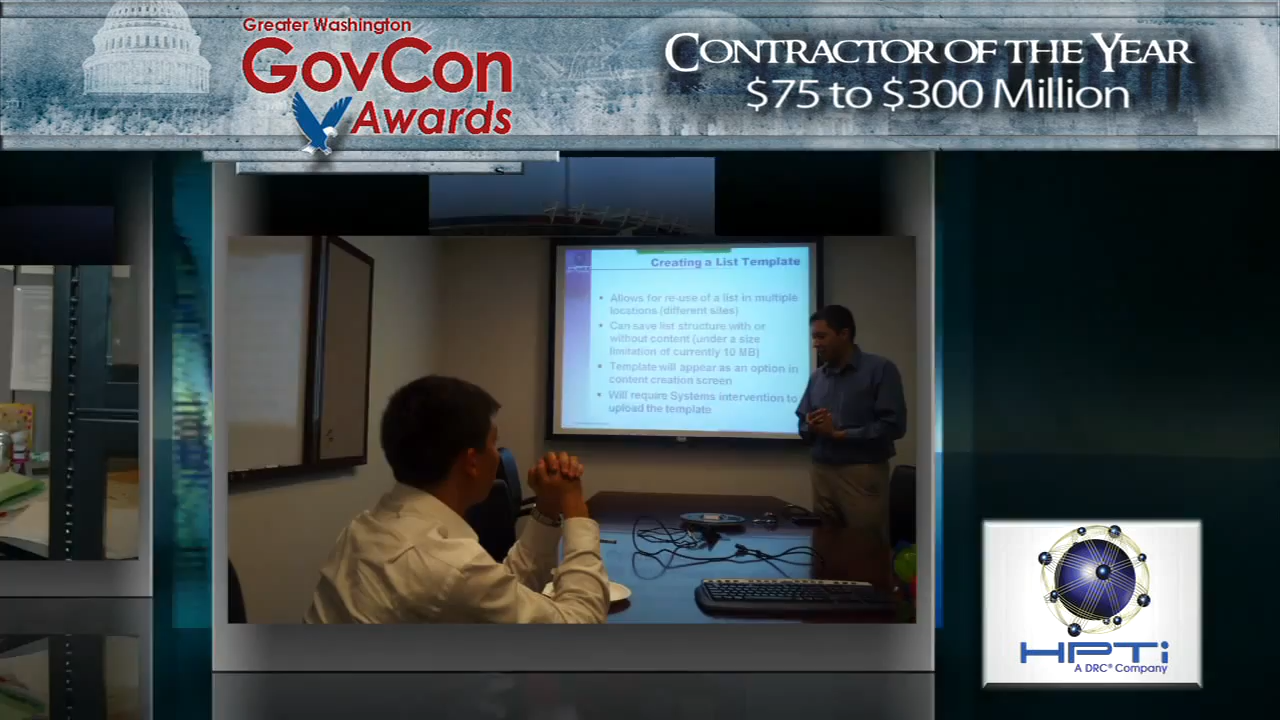 Greater Washington
GovCon
Awards
CONTRACTOR OF THE YEAR
$75 to $300 Million
Creating a List Template
• Allows for re-use of a list in multiple
locations (different sites)
• Can save list structure with or
without content (under a size
limitation of currently 10 MB)
• Template will appear as an option in
content creation screen
• Will require Systems intervention to
upload the template
HPTi
A DRC® Company